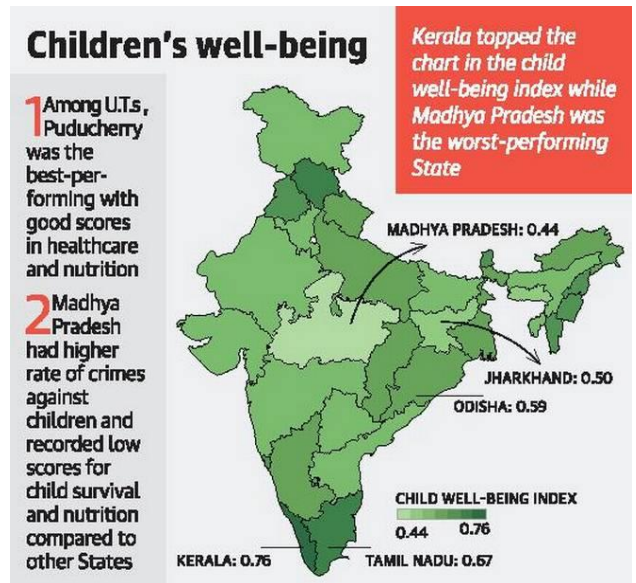 Children's well-being
Kerala topped the
chart in the child
well-being index while
Madhya Pradesh was
the worst-performing
State
1 Among U.T.s,
Puducherry
was the
best-per-
forming with
good scores
in healthcare
and nutrition
2 Madhya
Pradesh
had higher
rate of crimes
against
children and
recorded low
scores for
child survival
and nutrition
compared to
other States
MADHYA PRADESH: 0.44
JHARKHAND: 0.50
ODISHA: 0.59
CHILD WELL-BEING INDEX
0.44 0.76
KERALA: 0.76 TAMIL NADU: 0.67